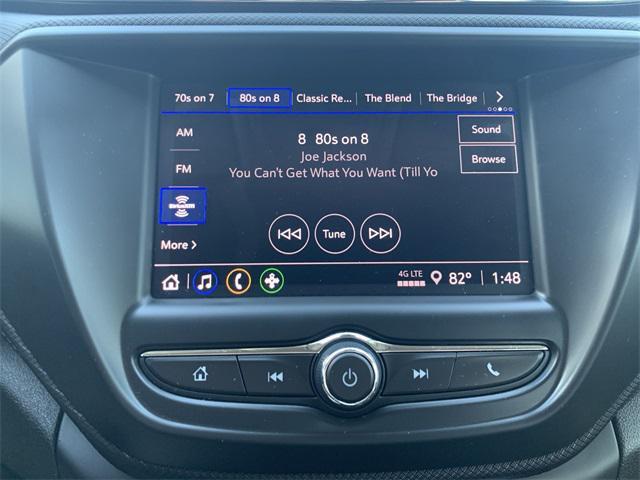 70s on 7 80s on 8 Classic Re... The Blend The Bridge
AM
8 80s on 8
Sound
Joe Jackson
Browse
FM
You Can't Get What You Want (Till Yo
SiriusXM
Tune
More
4G LTE
82° 1:48